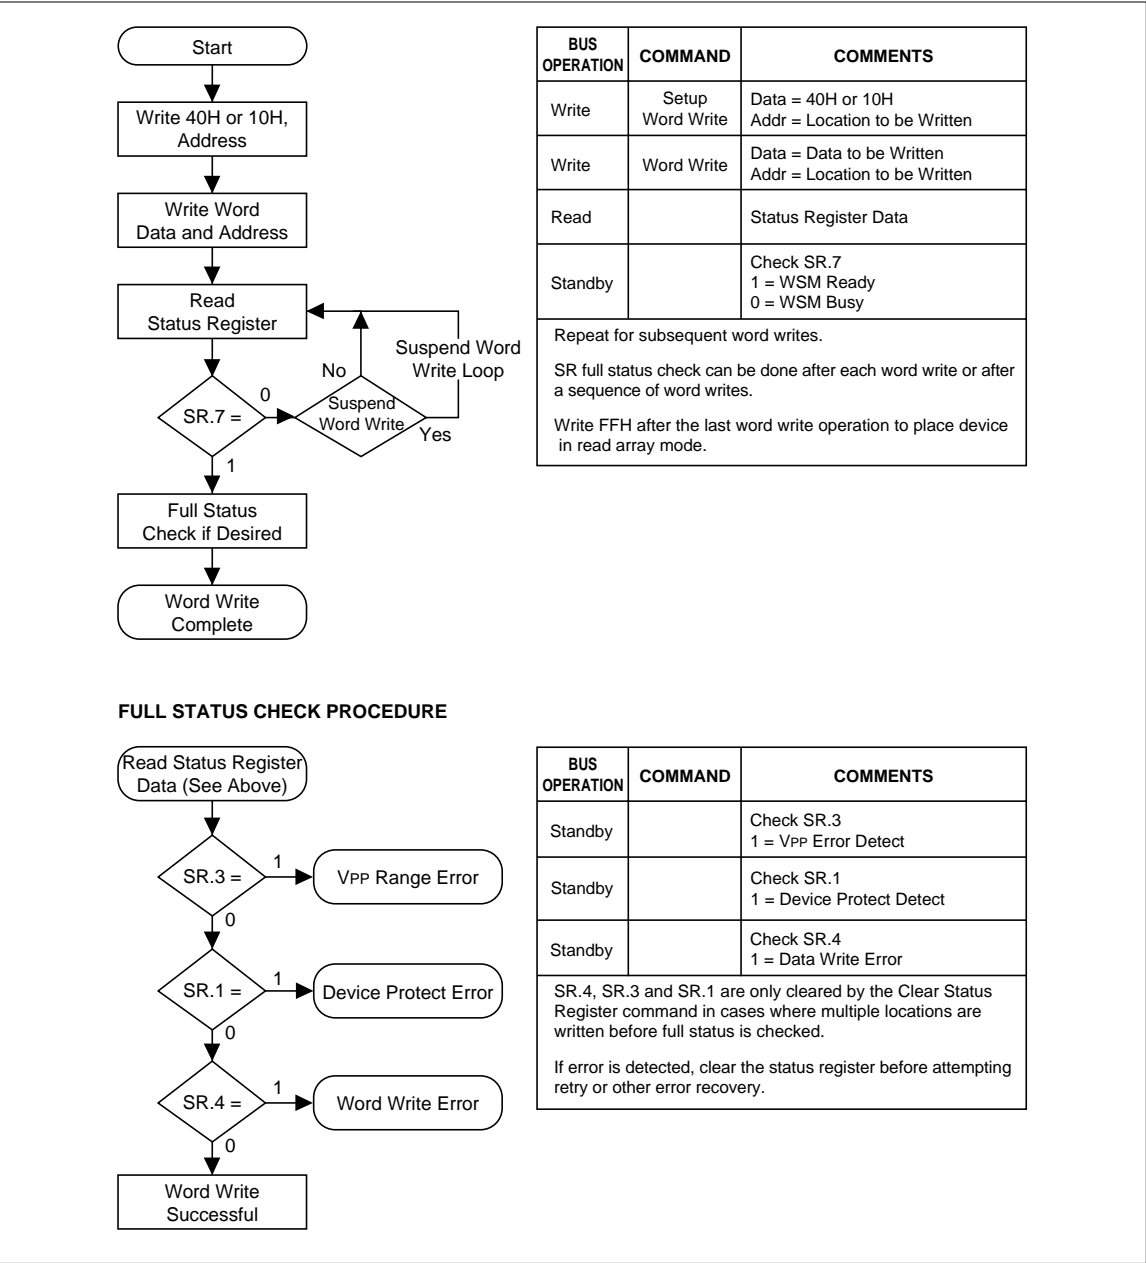 Start
Write 40H or 10H,
Address
Write Word
Data and Address
Read
Status Register
Suspend Word
Write Loop
No
0
SR.7 =
Suspend
Word Write
Yes
1
Full Status
Check if Desired
Word Write
Complete
BUS OPERATION COMMAND COMMENTS
Write Setup Word Write Data = 40H or 10H
Addr = Location to be Written
Write Word Write Data = Data to be Written
Addr = Location to be Written
Read Status Register Data
Standby Check SR.7
1 = WSM Ready
0 = WSM Busy
Repeat for subsequent word writes.
SR full status check can be done after each word write or after
a sequence of word writes.
Write FFH after the last word write operation to place device
in read array mode.
FULL STATUS CHECK PROCEDURE
Read Status Register
Data (See Above)
SR.3 =
1
VPP Range Error
0
SR.1 =
1
Device Protect Error
0
SR.4 =
1
Word Write Error
0
Word Write
Successful
BUS OPERATION COMMAND COMMENTS
Standby Check SR.3
1 = VPP Error Detect
Standby Check SR.1
1 = Device Protect Detect
Standby Check SR.4
1 = Data Write Error
SR.4, SR.3 and SR.1 are only cleared by the Clear Status
Register command in cases where multiple locations are
written before full status is checked.
If error is detected, clear the status register before attempting
retry or other error recovery.